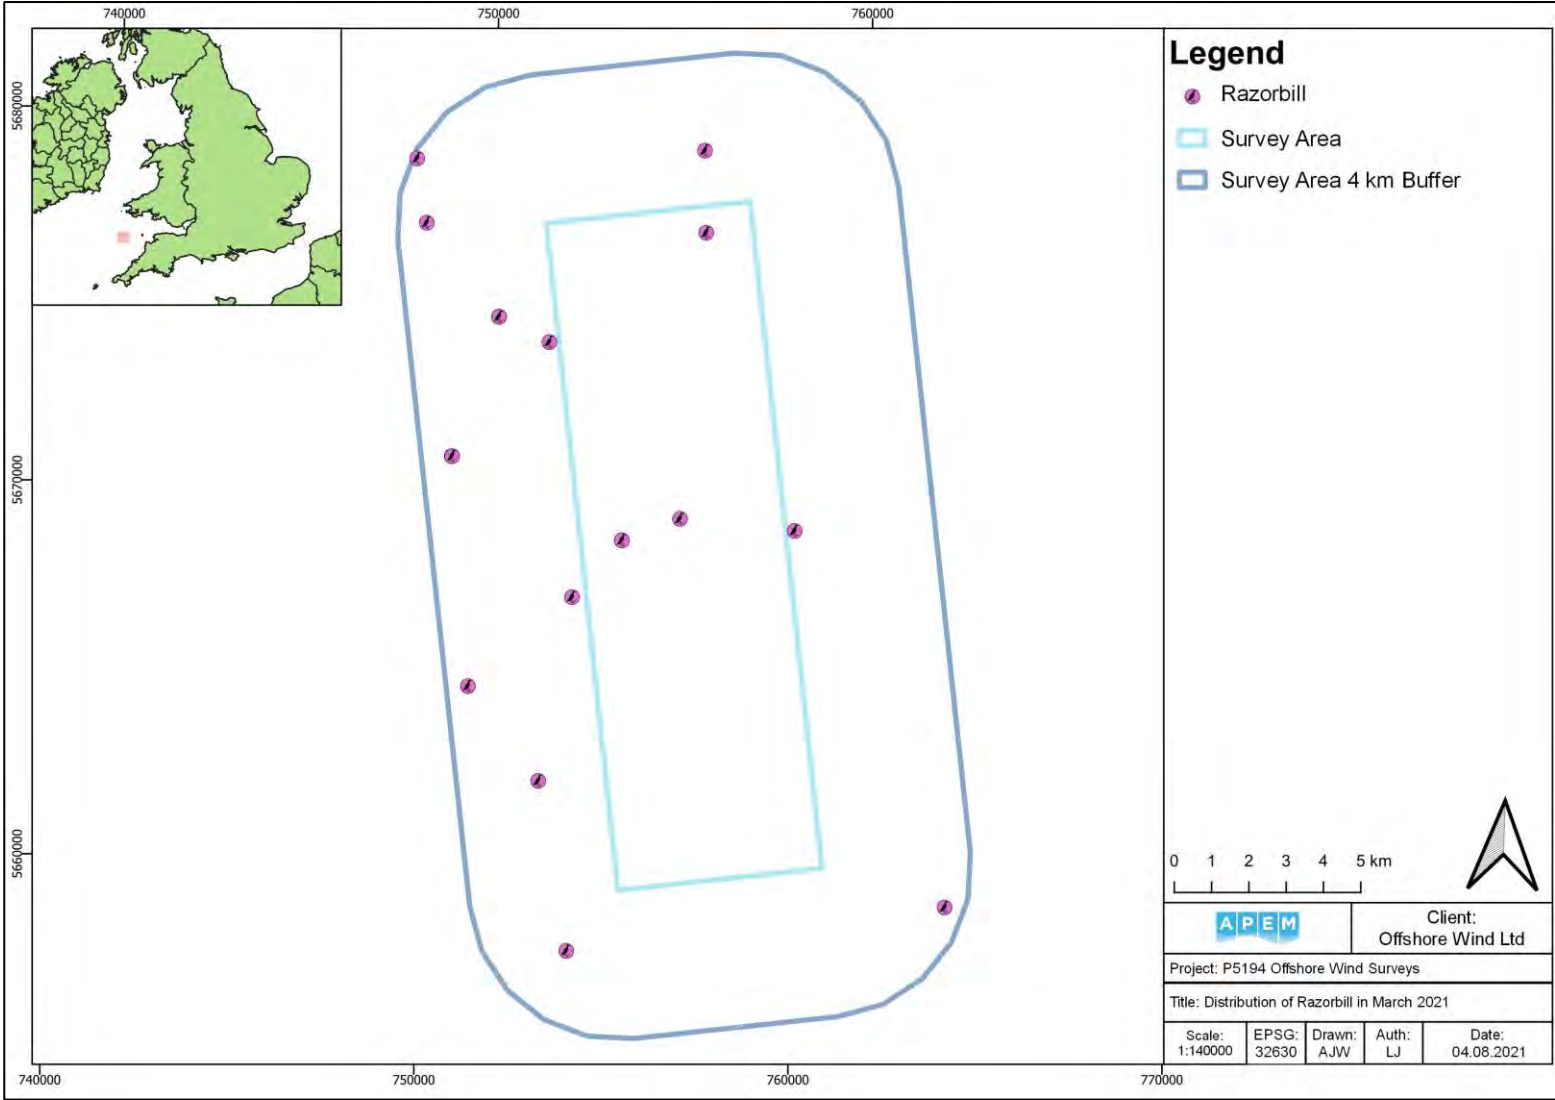 740000
750000
760000
5680000
5670000
5660000
Legend
Razorbill
Survey Area
Survey Area 4 km Buffer
0 1 2 3 4 5 km
APEM
Client:
Offshore Wind Ltd
Project: P5194 Offshore Wind Surveys
Title: Distribution of Razorbill in March 2021
Scale:
1:140000
EPSG:
32630
Drawn:
AJW
Auth:
LJ
Date:
04.08.2021
740000
750000
760000
770000